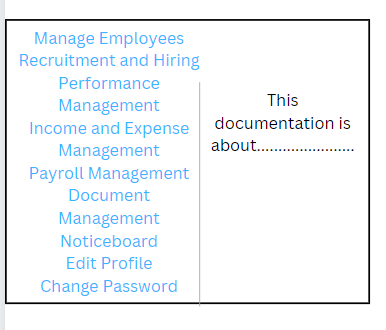 Manage Employees
Recruitment and Hiring
Performance
Management
Income and Expense
Management
Payroll Management
Document
Management
Noticeboard
Edit Profile
Change Password
This
documentation is
about.......................